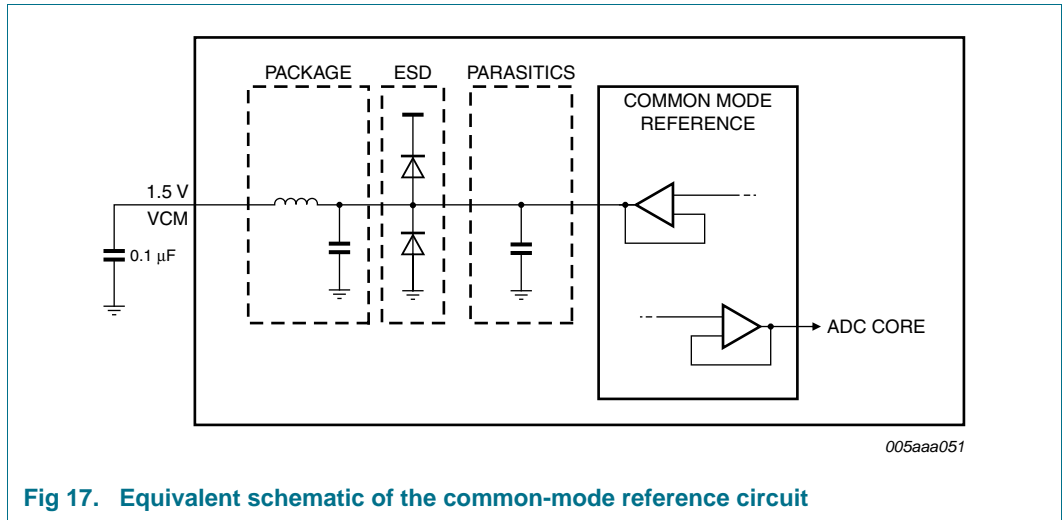 PACKAGE ESD PARASITICS
COMMON MODE
REFERENCE
1.5 V
VCM
0.1 μF
ADC CORE
005aaa051
Fig 17. Equivalent schematic of the common-mode reference circuit